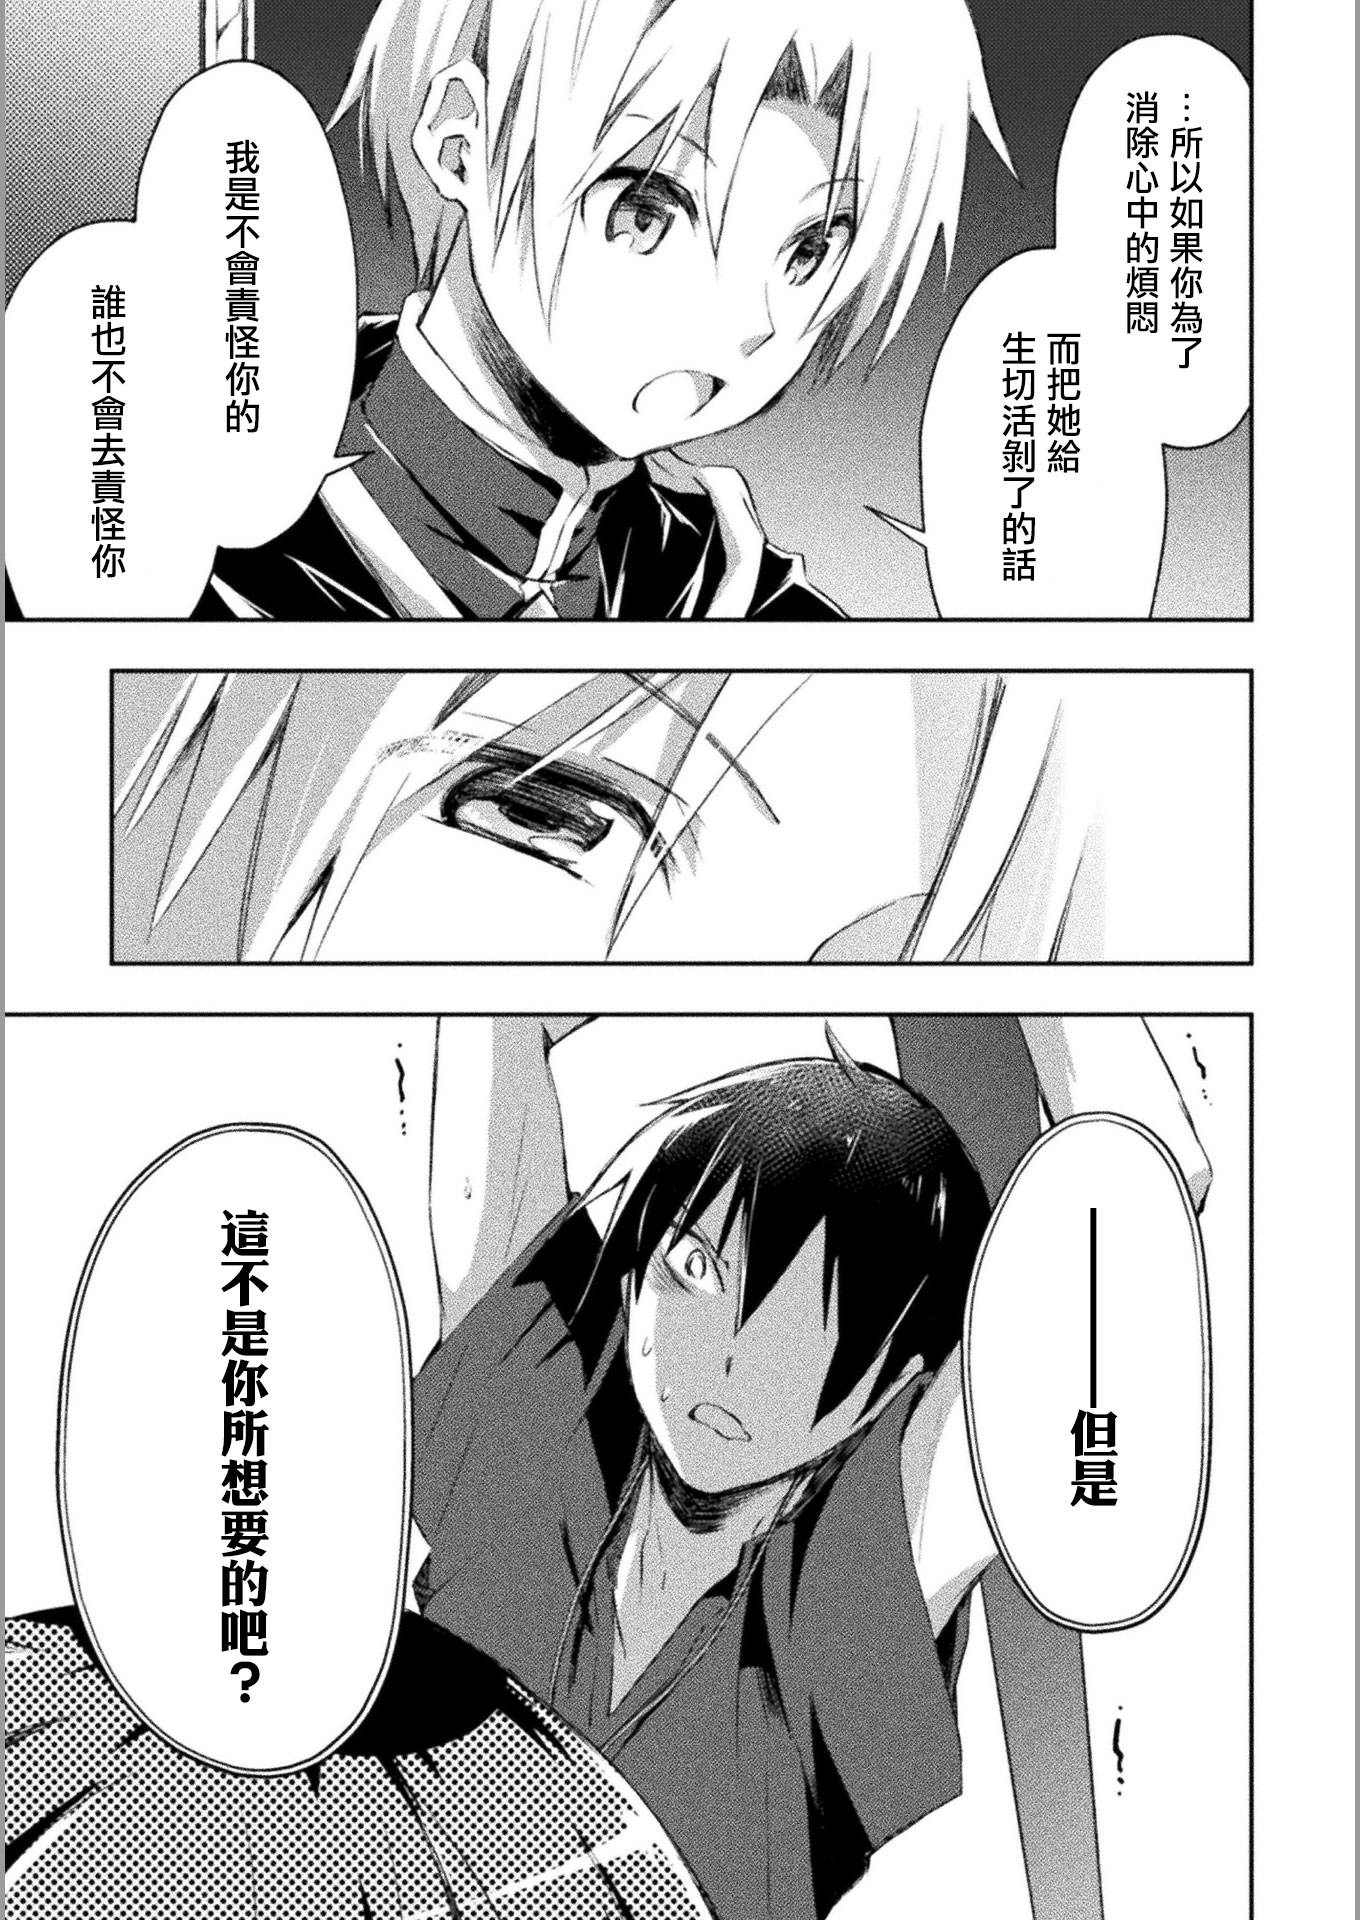 …所以如果你為了
消除心中的煩悶
而把她給
生切活剝了的話
我是不會責怪你的
誰也不會去責怪你
——但是
這不是你所想要的吧？